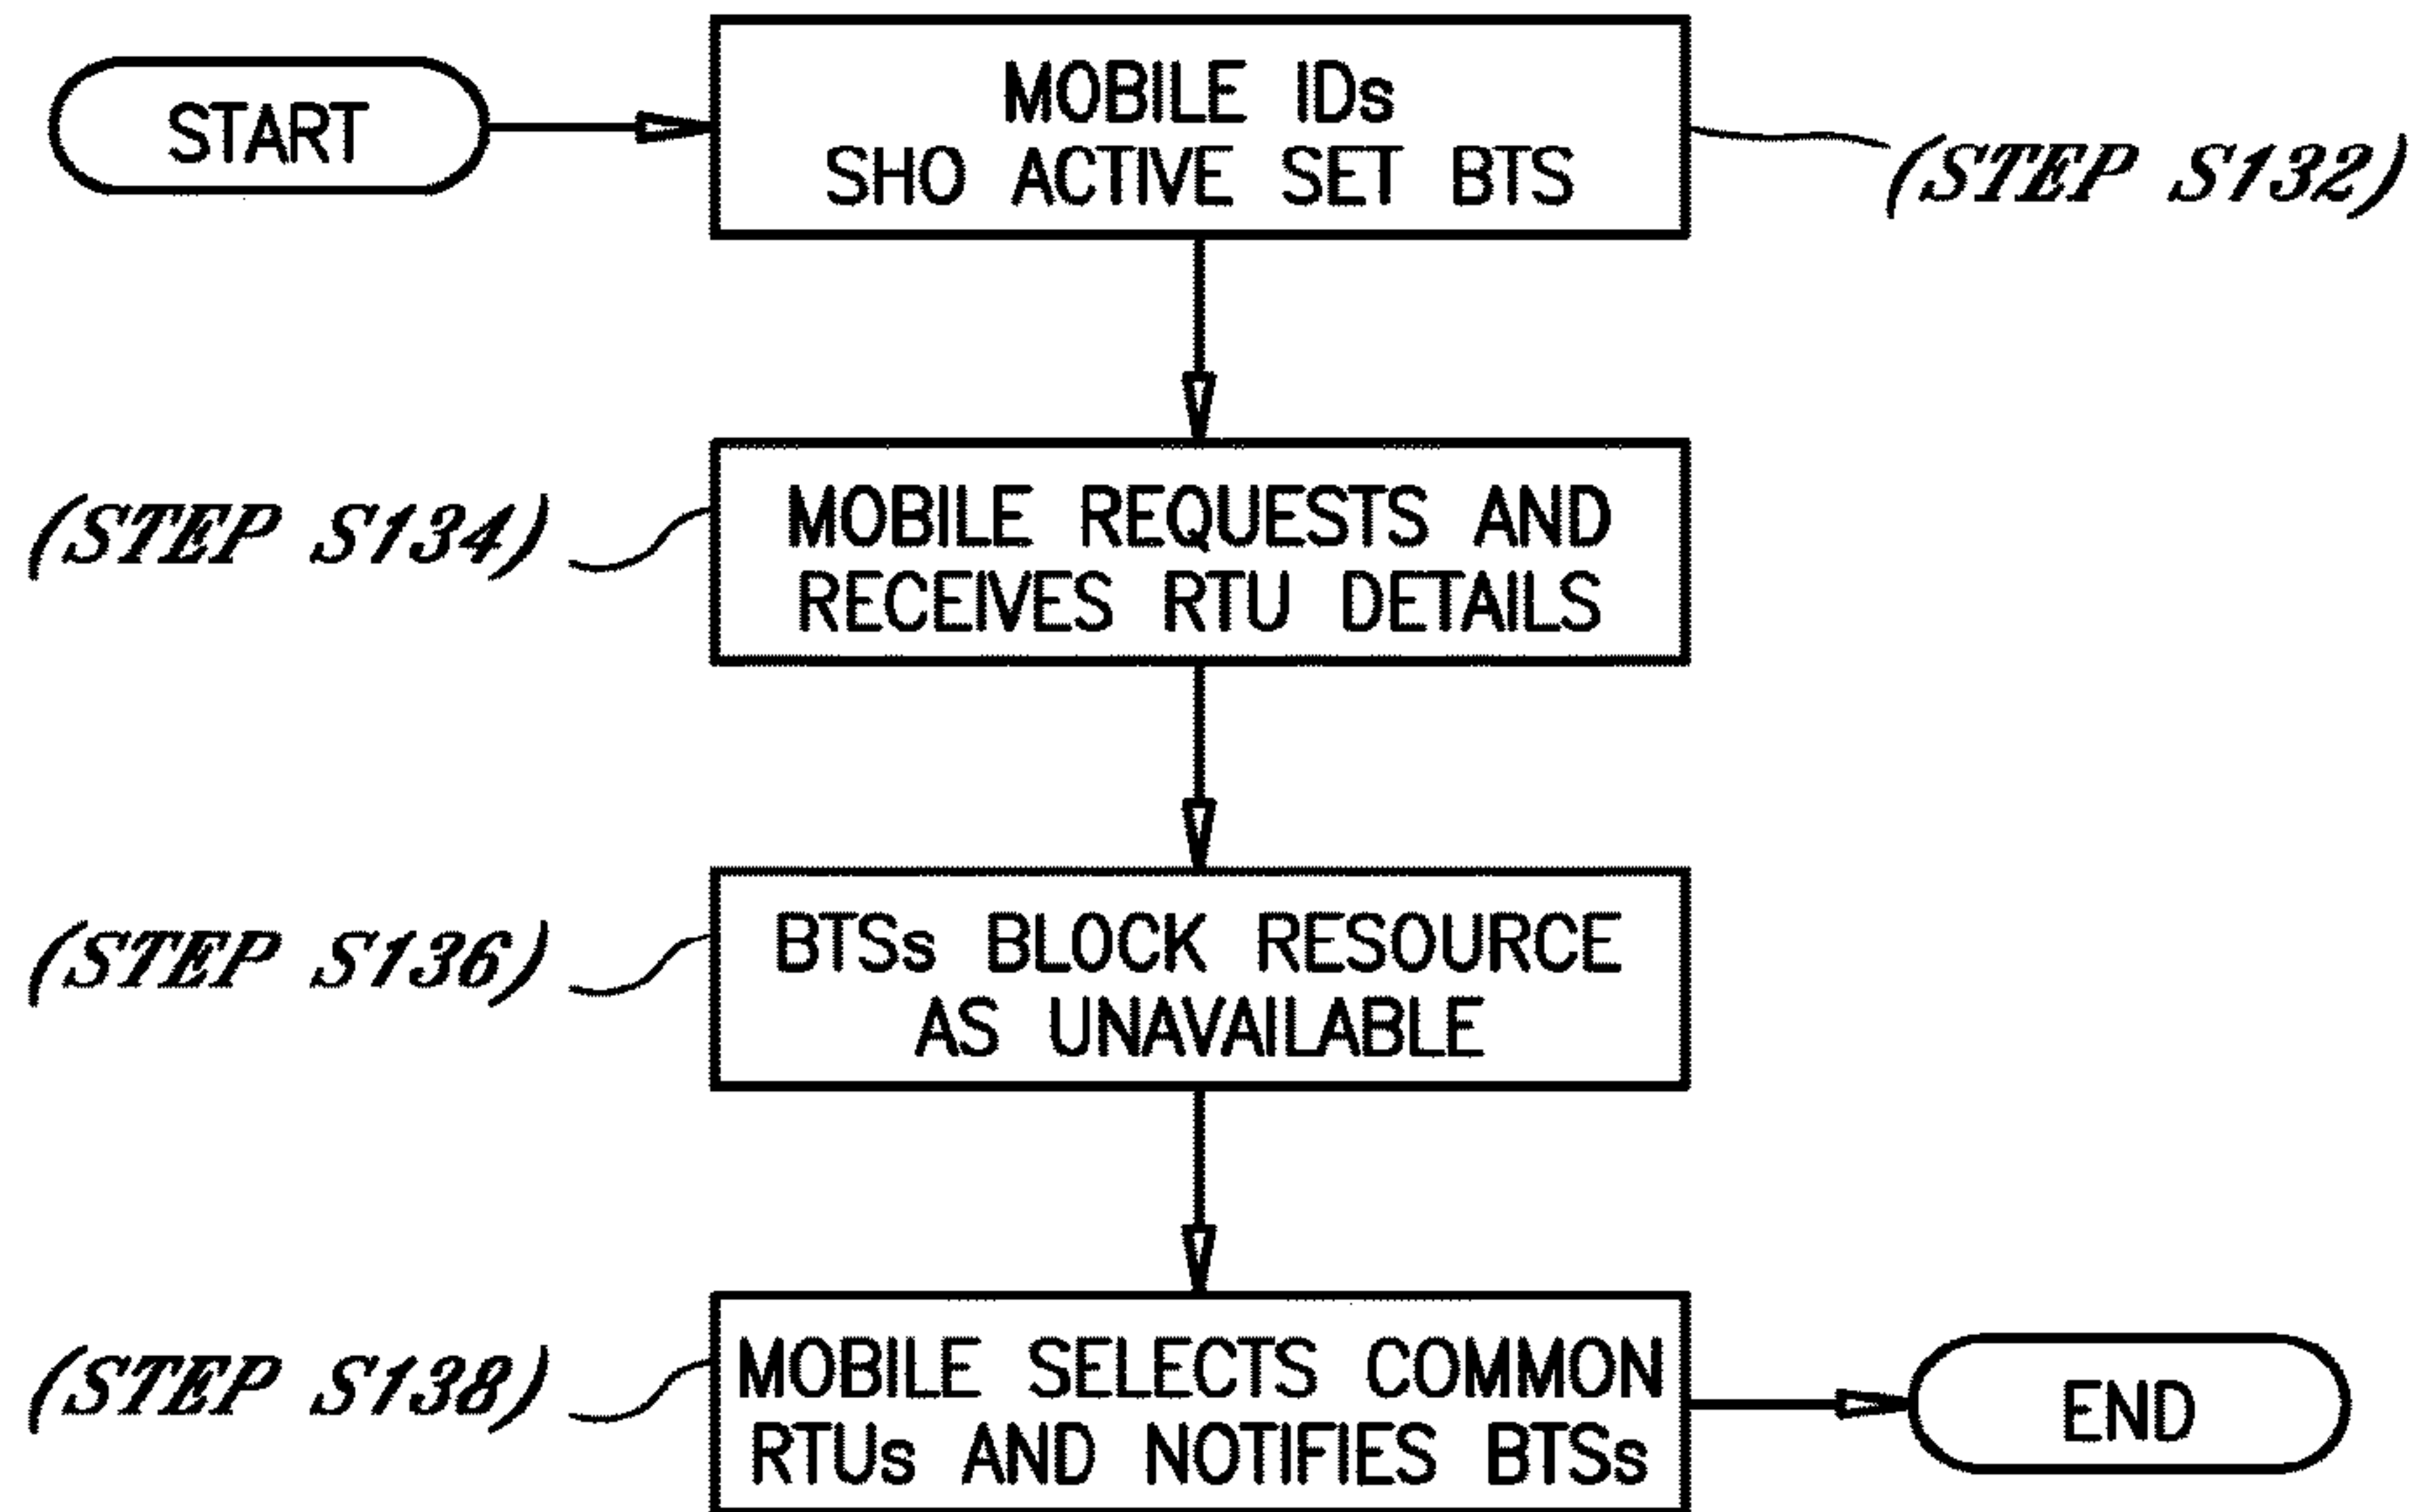 START
MOBILE IDs
SHO ACTIVE SET BTS
(STEP S132)
(STEP S134)
MOBILE REQUESTS AND
RECEIVES RTU DETAILS
(STEP S136)
BTSs BLOCK RESOURCE
AS UNAVAILABLE
(STEP S138)
MOBILE SELECTS COMMON
RTUs AND NOTIFIES BTSs
END